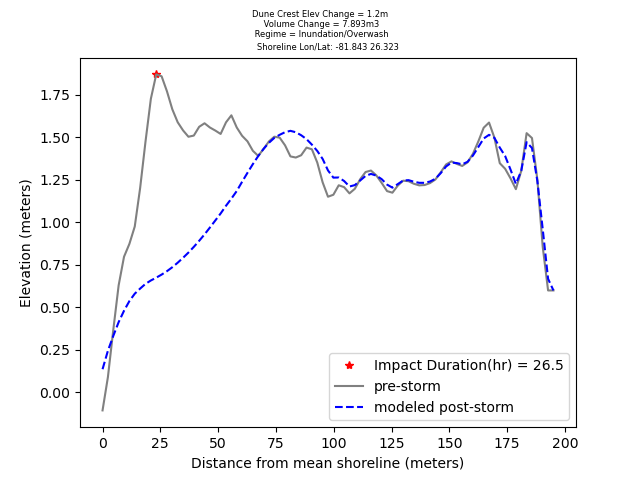 Dune Crest Elev Change = 1.2m
Volume Change = 7.893m3
Regime = Inundation/Overwash
Shoreline Lon/Lat: -81.843 26.323
1.75
1.50
1.25
1.00
0.75
0.50
0.25
0.00
Elevation (meters)
Impact Duration(hr) = 26.5
pre-storm
modeled post-storm
0 25 50 75 100 125 150 175 200
Distance from mean shoreline (meters)